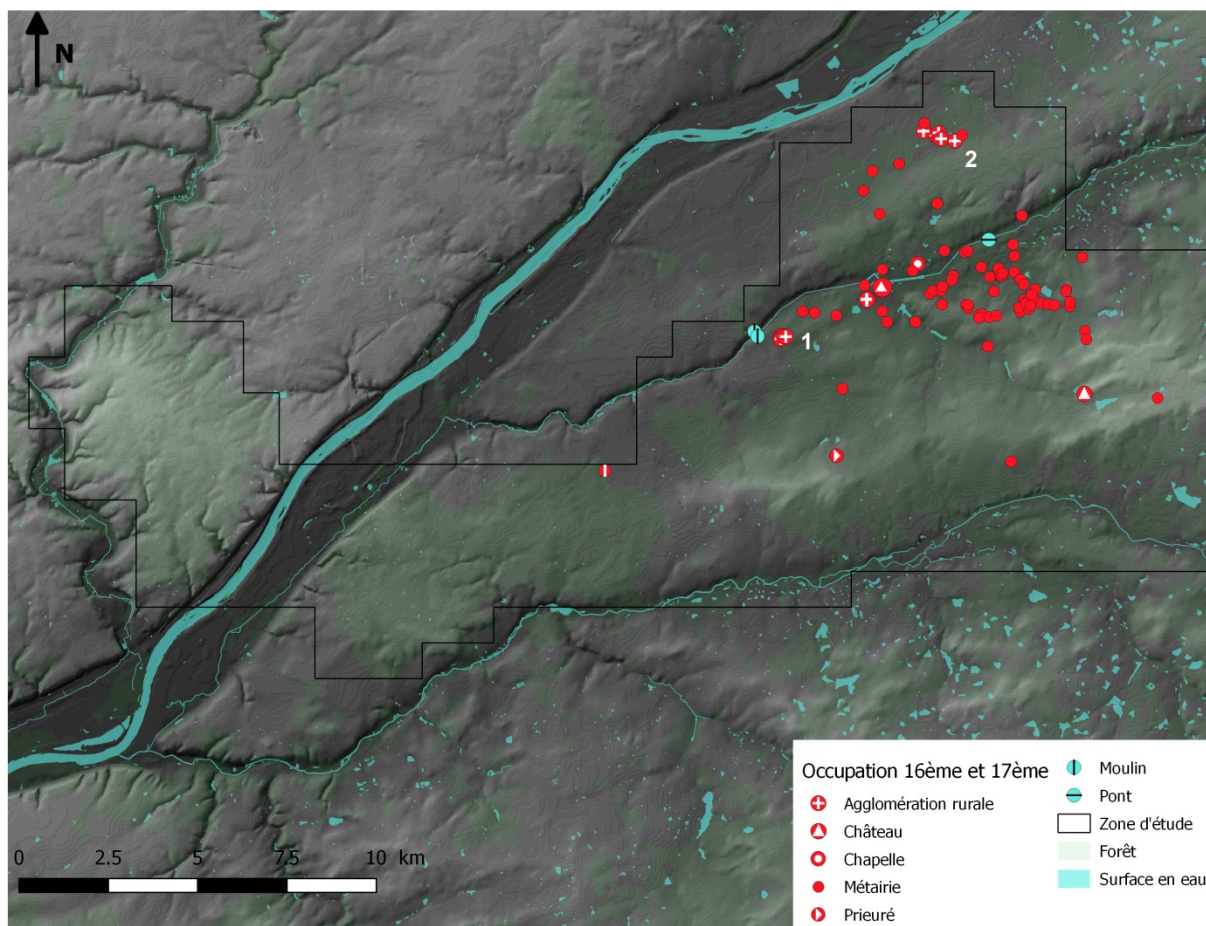 N
2
1
0 2.5 5 7.5 10 km
Occupation 16ème et 17ème
Agglomération rurale
Château
Chapelle
Métairie
Prieuré
Moulin
Pont
Zone d'étude
Forêt
Surface en eau